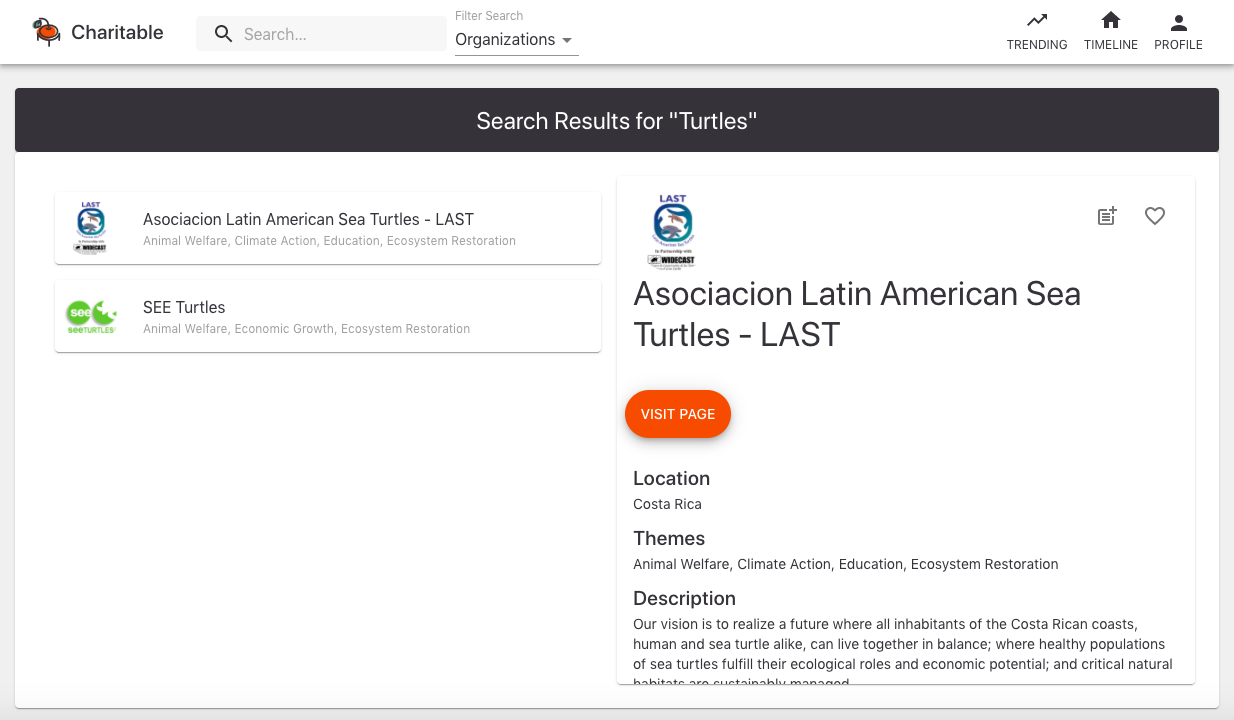 Charitable
Search...
Filter Search
Organizations
TRENDING
TIMELINE
PROFILE
Search Results for "Turtles"
LAST
WIDECAST
Asociacion Latin American Sea Turtles - LAST
Animal Welfare, Climate Action, Education, Ecosystem Restoration
see
seeTURTLES
SEE Turtles
Animal Welfare, Economic Growth, Ecosystem Restoration
LAST
In Partnership with
WIDECAST
Asociacion Latin American Sea
Turtles - LAST
VISIT PAGE
Location
Costa Rica
Themes
Animal Welfare, Climate Action, Education, Ecosystem Restoration
Description
Our vision is to realize a future where all inhabitants of the Costa Rican coasts,
human and sea turtle alike, can live together in balance; where healthy populations
of sea turtles fulfill their ecological roles and economic potential; and critical natural
habitats are sustainably managed